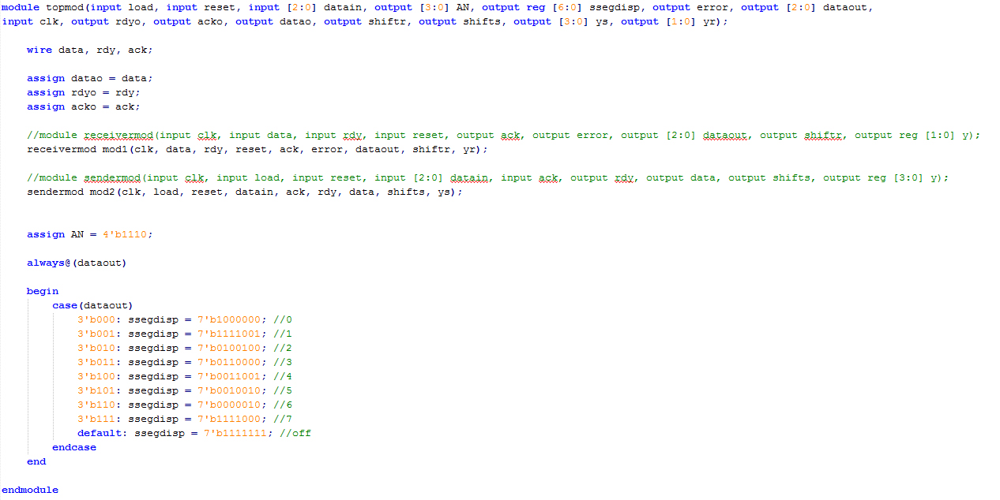 module topmod(input load, input reset, input [2:0] datain, output [3:0] AN, output reg [6:0] ssegdisp, output error, output [2:0] dataout,
input clk, output rdyo, output acko, output datao, output shiftr, output shifts, output [3:0] ys, output [1:0] yr);
wire data, rdy, ack;
assign datao = data;
assign rdyo = rdy;
assign acko = ack;
//module receivermod(input clk, input data, input rdy, input reset, output ack, output error, output [2:0] dataout, output shiftr, output reg [1:0] y);
receivermod mod1(clk, data, rdy, reset, ack, error, dataout, shiftr, yr);
//module sendermod(input clk, input load, input reset, input [2:0] datain, input ack, output rdy, output data, output shifts, output reg [3:0] y);
sendermod mod2(clk, load, reset, datain, ack, rdy, data, shifts, ys);
assign AN = 4'b1110;
always@(dataout)
begin
case(dataout)
3'b000: ssegdisp = 7'b1000000; //0
3'b001: ssegdisp = 7'b1111001; //1
3'b010: ssegdisp = 7'b0100100; //2
3'b011: ssegdisp = 7'b0110000; //3
3'b100: ssegdisp = 7'b0011001; //4
3'b101: ssegdisp = 7'b0010010; //5
3'b110: ssegdisp = 7'b0000010; //6
3'b111: ssegdisp = 7'b1111000; //7
default: ssegdisp = 7'b1111111; //off
endcase
end
endmodule